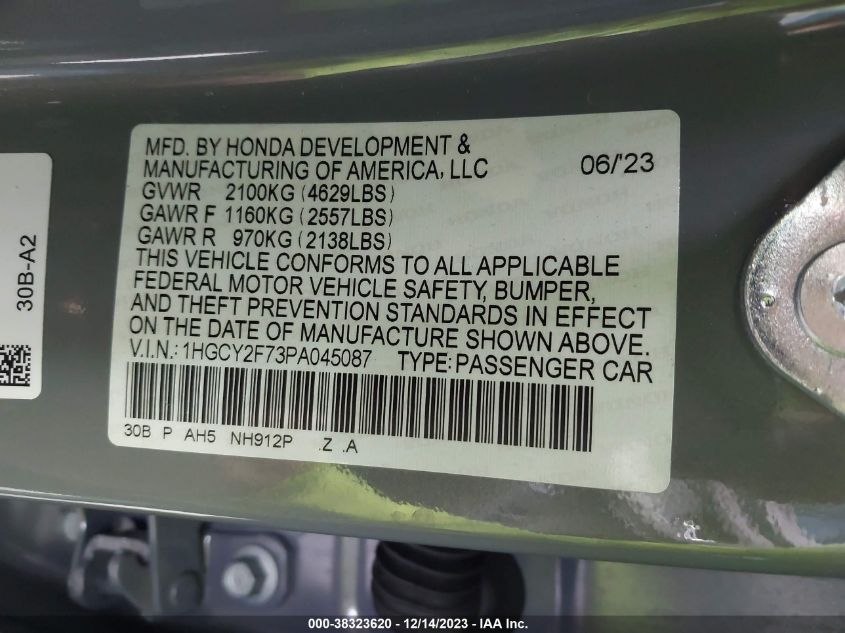 MFD. BY HONDA DEVELOPMENT &
MANUFACTURING OF AMERICA, LLC 06/'23
GVWR 2100KG (4629LBS)
GAWR F 1160KG (2557LBS)
GAWR R 970KG (2138LBS)
THIS VEHICLE CONFORMS TO ALL APPLICABLE
FEDERAL MOTOR VEHICLE SAFETY, BUMPER,
AND THEFT PREVENTION STANDARDS IN EFFECT
ON THE DATE OF MANUFACTURE SHOWN ABOVE.
V.I.N.: 1HGCY2F73PA045087 TYPE: PASSENGER CAR
30B P AH5 NH912P .Z .A
30B-A2
000-38323620 - 12/14/2023 - IAA Inc.